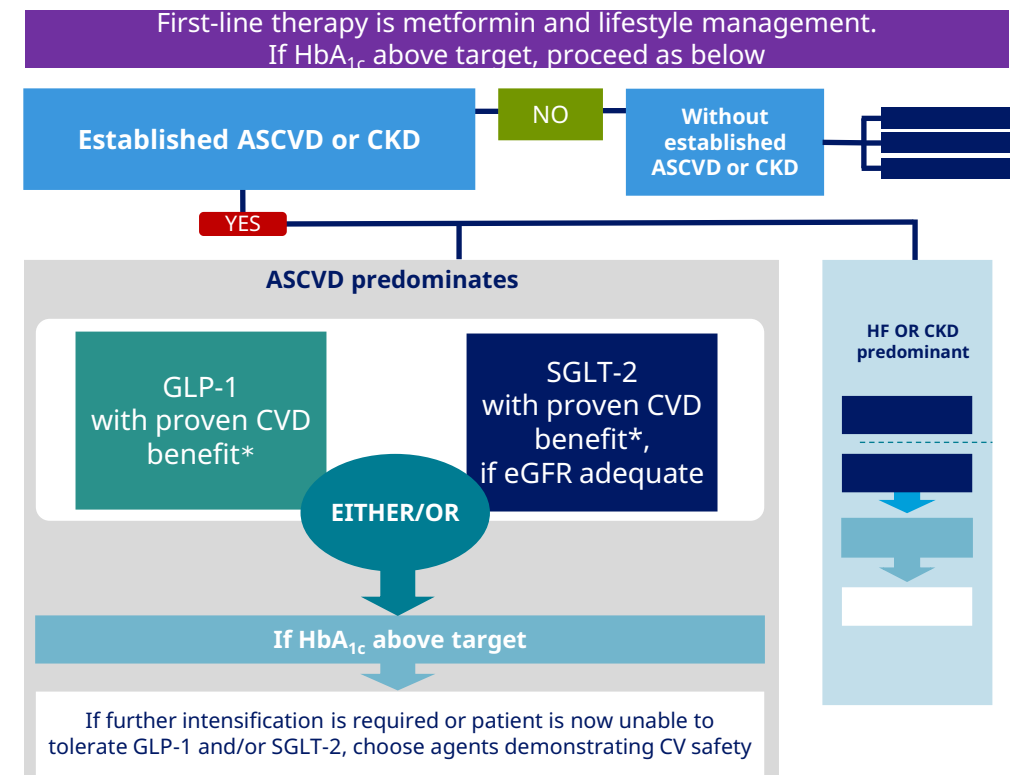 First-line therapy is metformin and lifestyle management.
If HbA1c above target, proceed as below
Established ASCVD or CKD
NO
Without
established
ASCVD or CKD
YES
ASCVD predominates
HF OR CKD
predominant
GLP-1
with proven CVD
benefit*
SGLT-2
with proven CVD
benefit*,
if eGFR adequate
EITHER/OR
If HbA1c above target
If further intensification is required or patient is now unable to
tolerate GLP-1 and/or SGLT-2, choose agents demonstrating CV safety